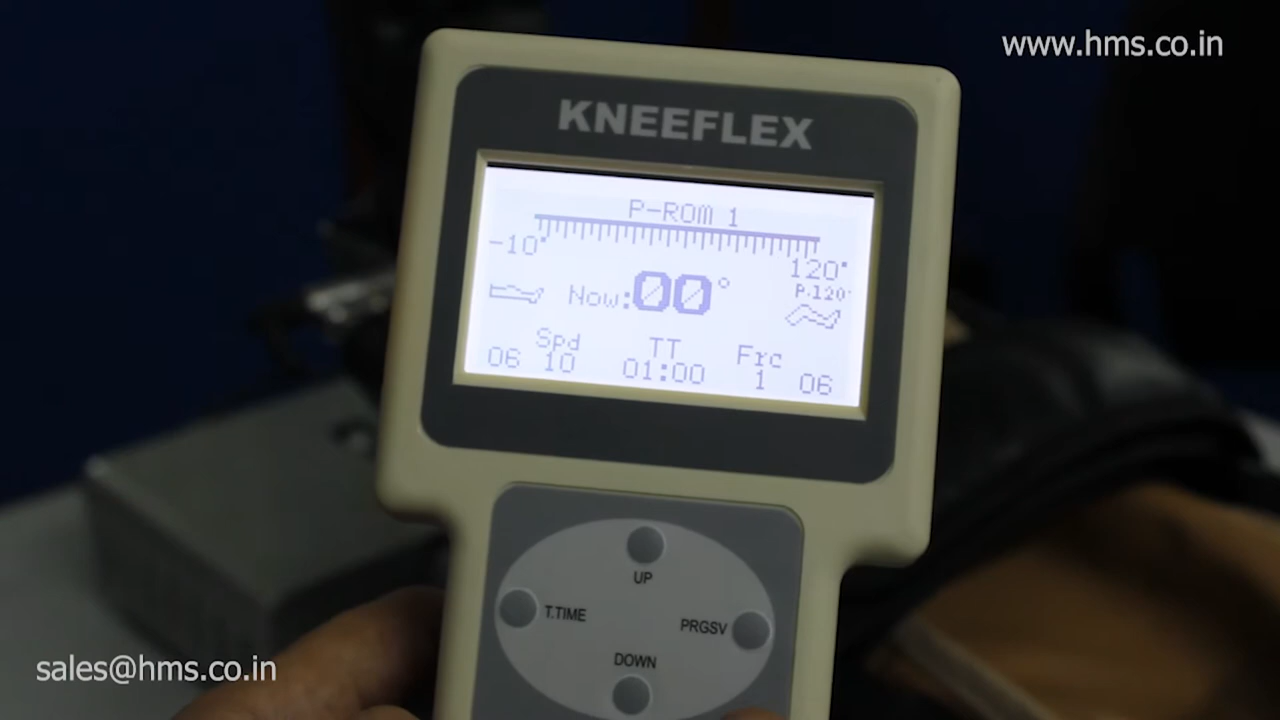 www.hms.co.in
KNEEFLEX
P-ROM 1
-10°
120°
P.120°
Now:00°
Spd TT Frc
06 10 01:00 1 06
UP
T.TIME
PRGSV
DOWN
sales@hms.co.in